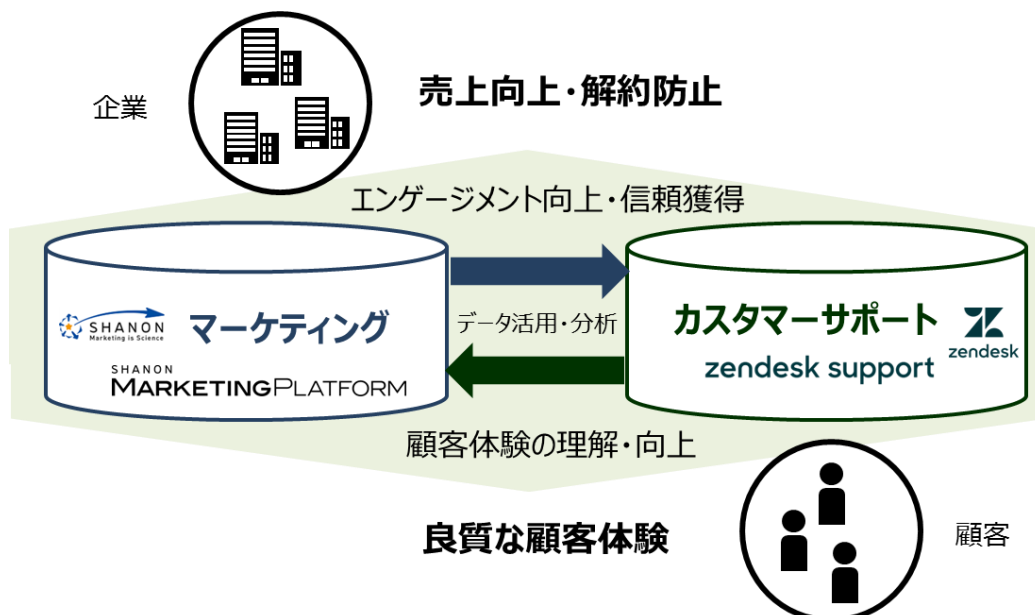 企業
売上向上・解約防止
エンゲージメント向上・信頼獲得
SHANON
Marketing is Science
マーケティング
SHANON
MARKETING PLATFORM
データ活用・分析
カスタマーサポート
zendesk
zendesk support
顧客体験の理解・向上
良質な顧客体験
顧客